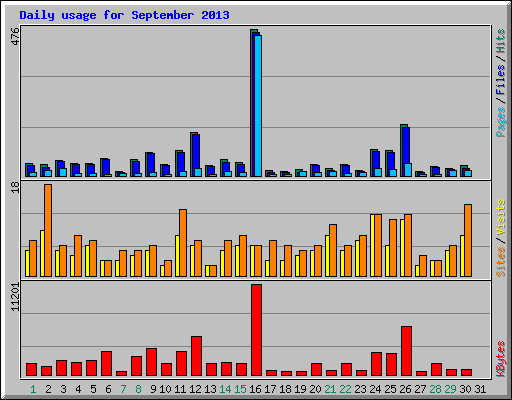 Daily usage for September 2013
476
Pages / Files / Hits
18
Sites / Visits
11201
KBytes
1 2 3 4 5 6 7 8 9 10 11 12 13 14 15 16 17 18 19 20 21 22 23 24 25 26 27 28 29 30 31